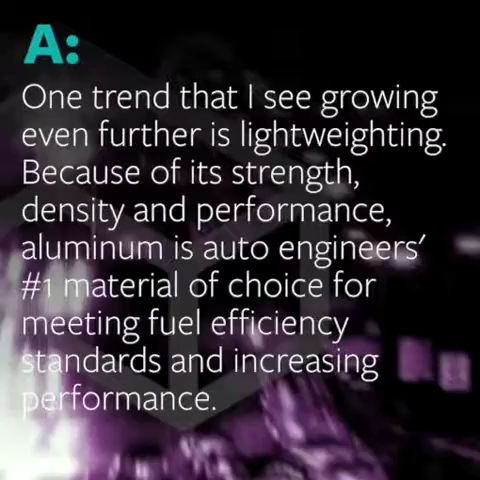 A:
One trend that I see growing
even further is lightweighting.
Because of its strength,
density and performance,
aluminum is auto engineers'
#1 material of choice for
meeting fuel efficiency
standards and increasing
performance.